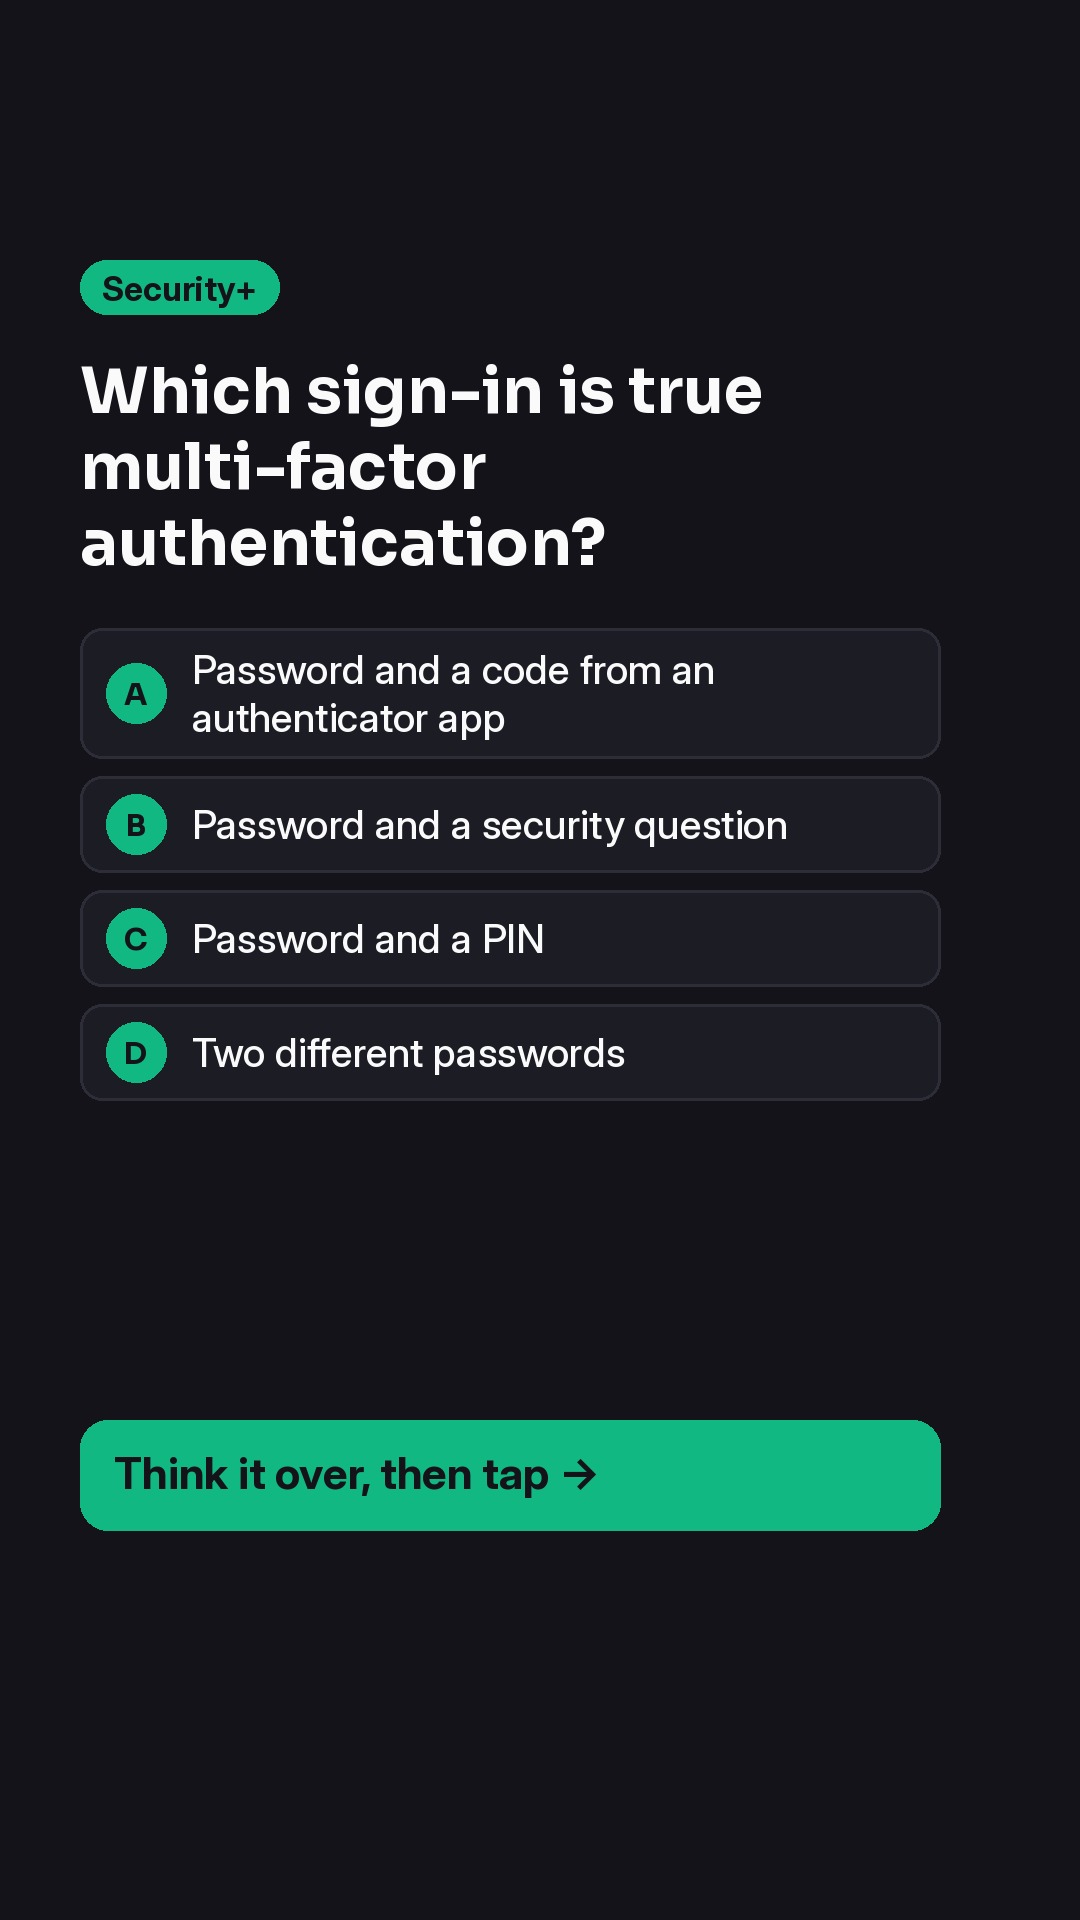 Security+
Which sign-in is true
multi-factor
authentication?
A
Password and a code from an
authenticator app
B
Password and a security question
C
Password and a PIN
D
Two different passwords
Think it over, then tap →